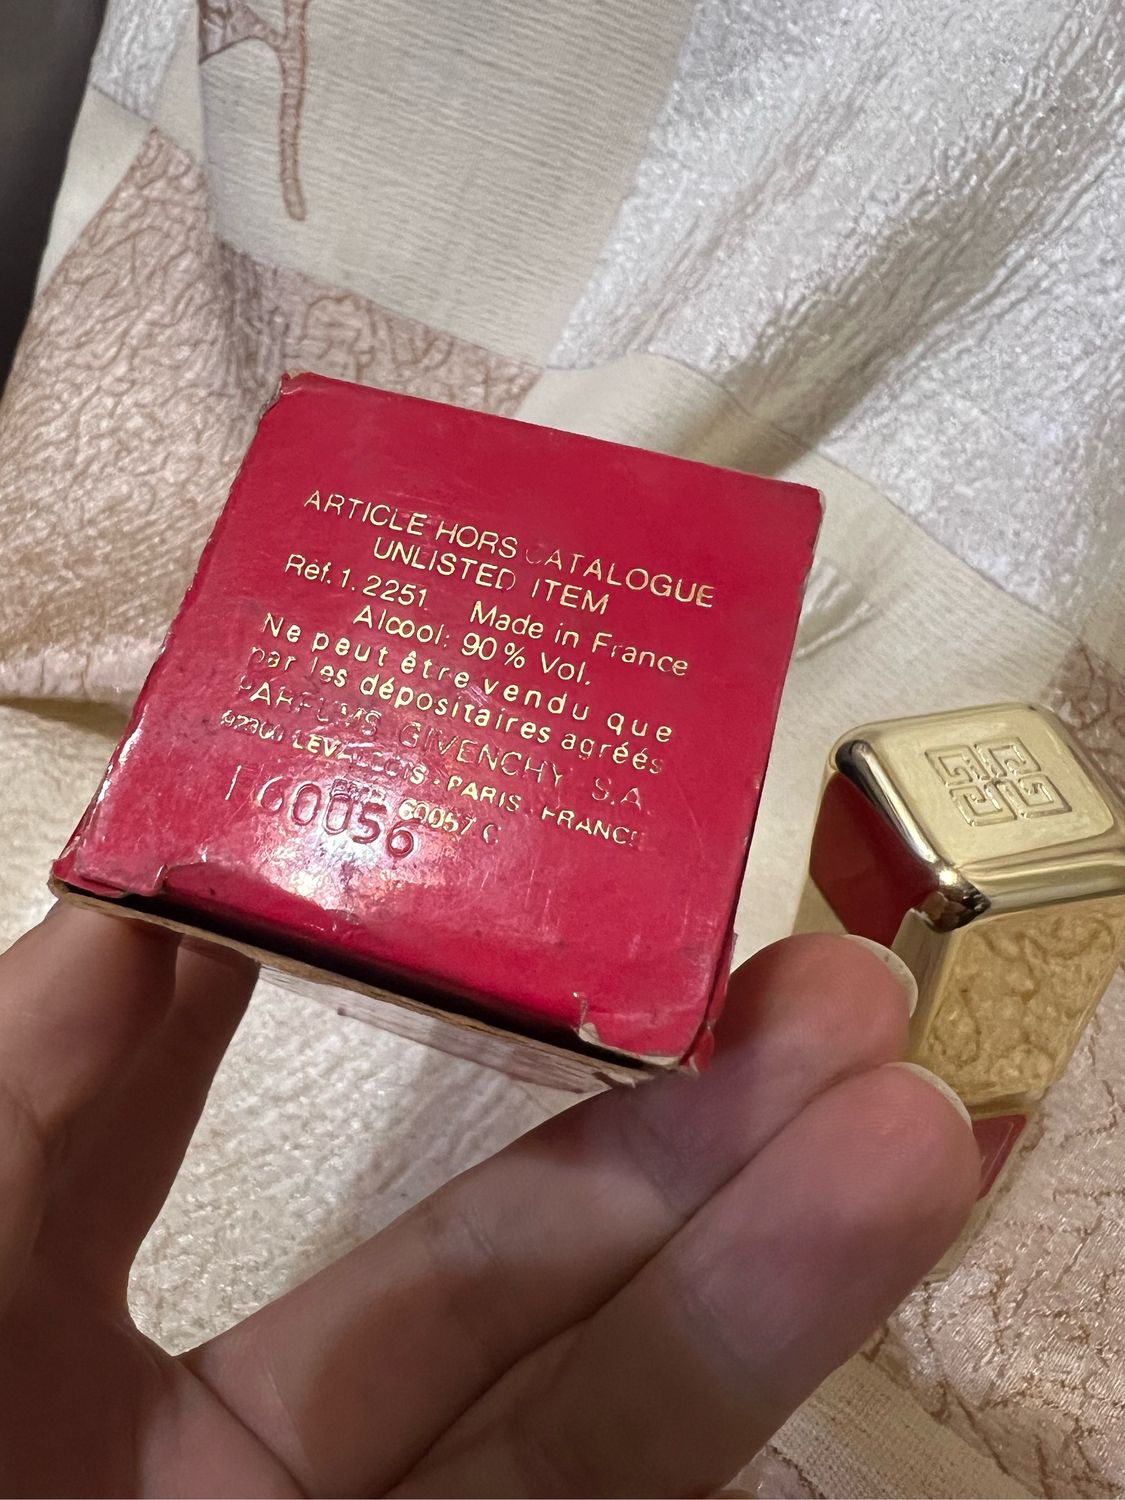 ARTICLE HORS CATALOGUE
UNLISTED ITEM
Réf. 1. 2251 Made in France
Alcool: 90% Vol.
Ne peut être vendu que
par les dépositaires agréés
PARFUMS GIVENCHY S.A.
92300 LEVALLOIS - PARIS - FRANCE
60057 C
60056